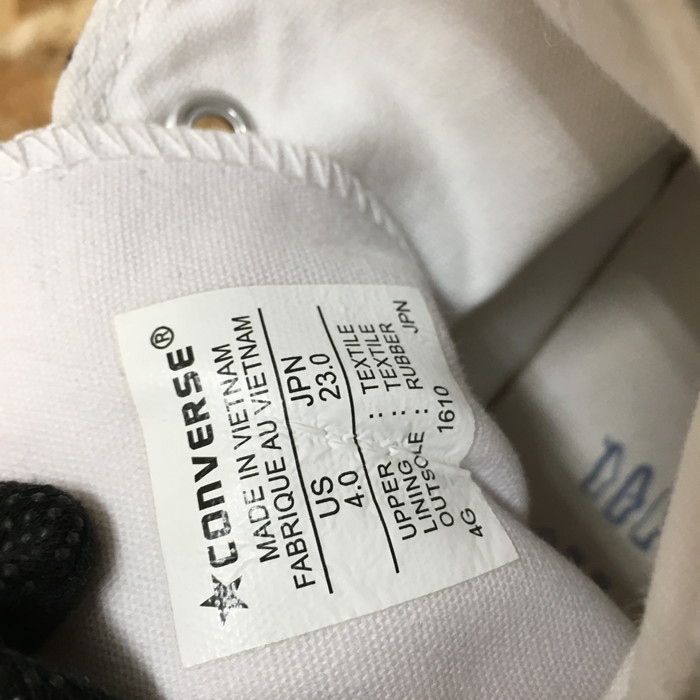 ★CONVERSE®
MADE IN VIETNAM
FABRIQUE AU VIETNAM
US JPN
4.0 23.0
UPPER : TEXTILE
LINING : TEXTILE
OUTSOLE : RUBBER
4G 1610 JPN